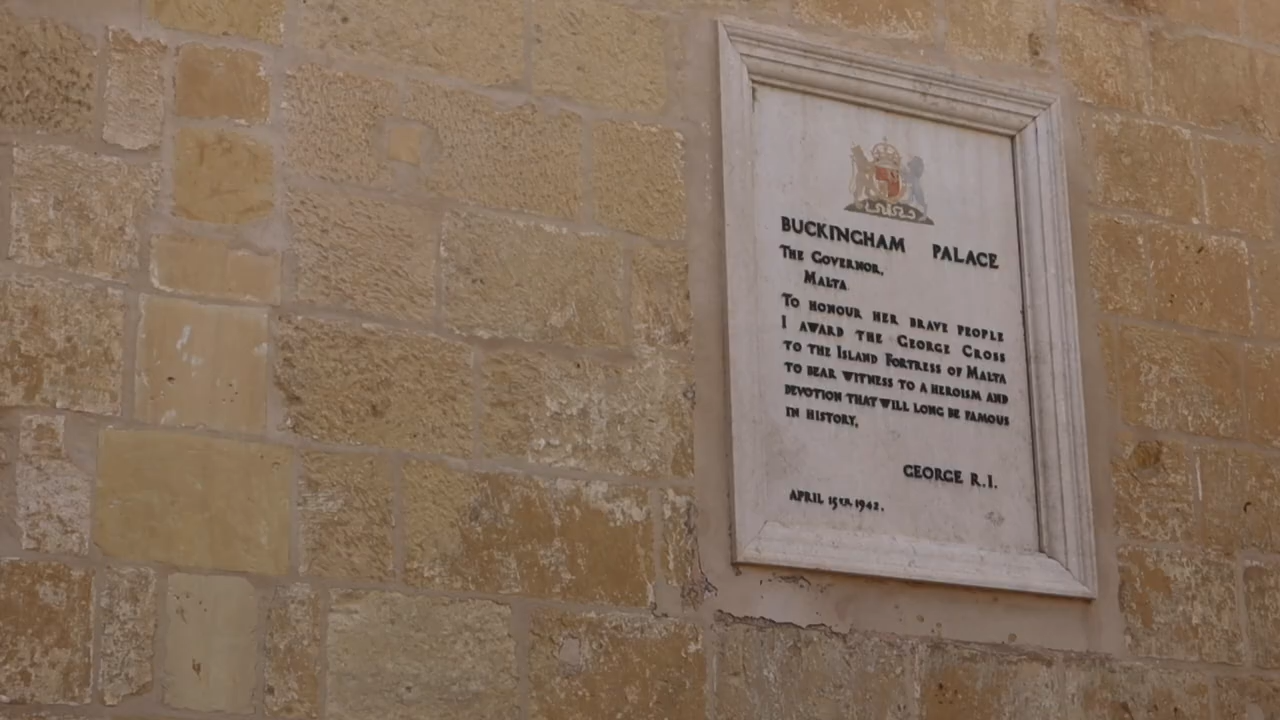 BUCKINGHAM PALACE
THE GOVERNOR,
MALTA
TO HONOUR HER BRAVE PEOPLE
I AWARD THE GEORGE CROSS
TO THE ISLAND FORTRESS OF MALTA
TO BEAR WITNESS TO A HEROISM AND
DEVOTION THAT WILL LONG BE FAMOUS
IN HISTORY,
GEORGE R.I.
APRIL 15TH 1942.